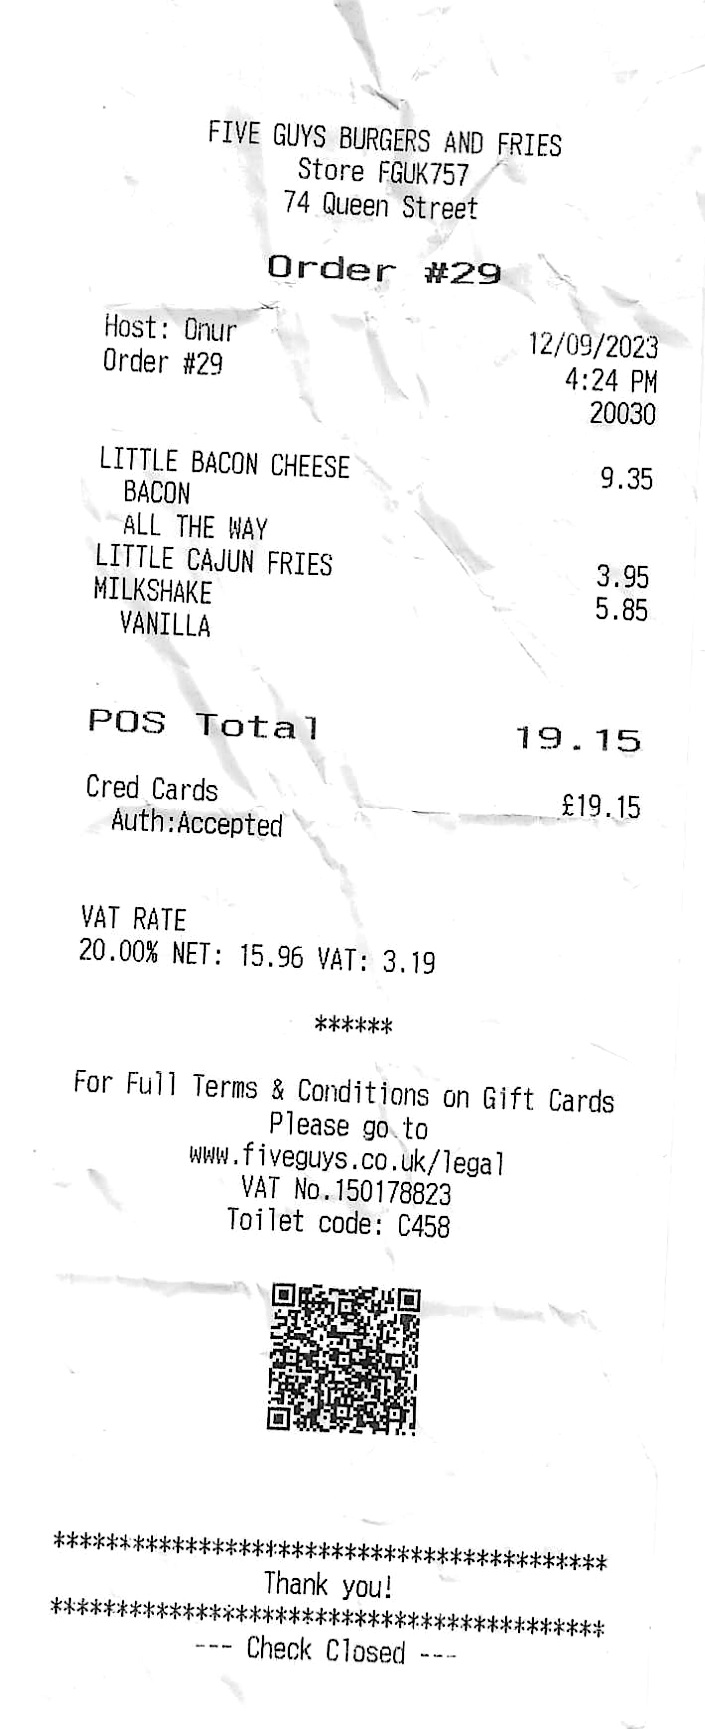 FIVE GUYS BURGERS AND FRIES
Store FGUK757
74 Queen Street
Order #29
Host: Onur 12/09/2023
Order #29 4:24 PM
20030
LITTLE BACON CHEESE 9.35
BACON
ALL THE WAY
LITTLE CAJUN FRIES 3.95
MILKSHAKE 5.85
VANILLA
POS Total 19.15
Cred Cards £19.15
Auth:Accepted
VAT RATE
20.00% NET: 15.96 VAT: 3.19
******
For Full Terms & Conditions on Gift Cards
Please go to
www.fiveguys.co.uk/legal
VAT No.150178823
Toilet code: C458
******************************************
Thank you!
******************************************
--- Check Closed ---